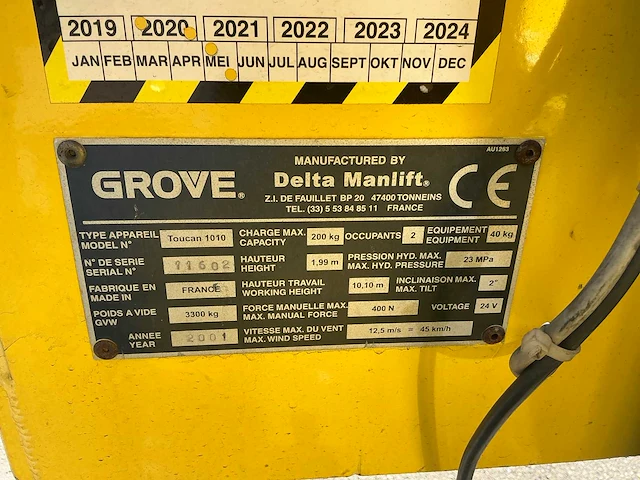 2019 2020 2021 2022 2023 2024
JAN FEB MAR APR MEI JUN JUL AUG SEPT OKT NOV DEC
AU1263
GROVE®
MANUFACTURED BY
Delta Manlift®
Z.I. DE FAUILLET BP 20 47400 TONNEINS
TEL. (33) 5 53 84 85 11 FRANCE
CE
TYPE APPAREIL
MODEL N° Toucan 1010
N° DE SERIE
SERIAL N° 11602
FABRIQUE EN
MADE IN FRANCE
POIDS A VIDE
GVW 3300 kg
ANNEE
YEAR 2001
CHARGE MAX.
CAPACITY 200 kg
OCCUPANTS 2
EQUIPEMENT
EQUIPMENT 40 kg
HAUTEUR
HEIGHT 1,99 m
PRESSION HYD. MAX.
MAX. HYD. PRESSURE 23 MPa
HAUTEUR TRAVAIL
WORKING HEIGHT 10,10 m
INCLINAISON MAX.
MAX. TILT 2°
FORCE MANUELLE MAX.
MAX. MANUAL FORCE 400 N
VOLTAGE 24 V
VITESSE MAX. DU VENT
MAX. WIND SPEED 12,5 m/s = 45 km/h